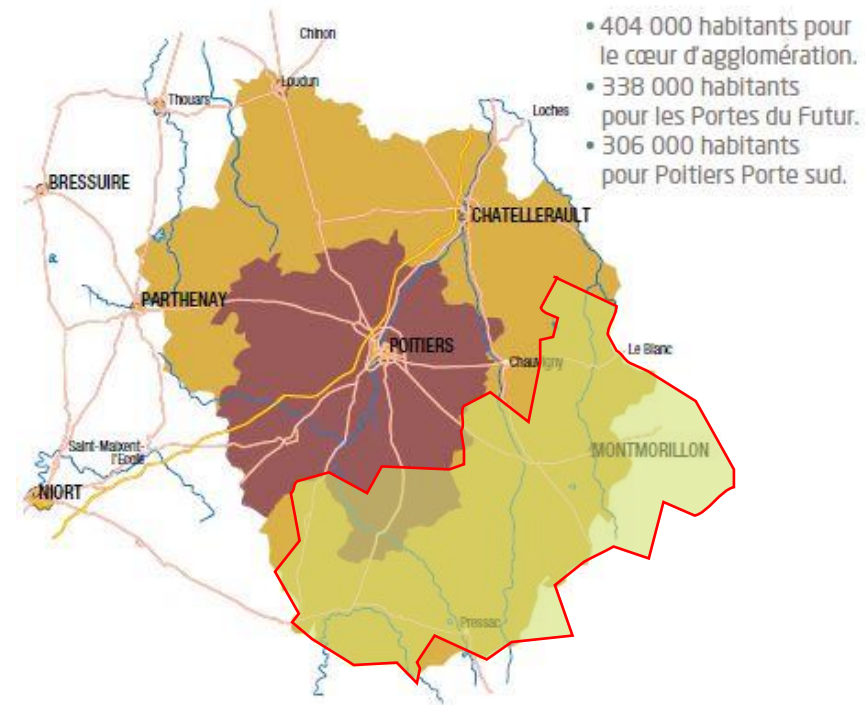 • 404 000 habitants pour
le cœur d'agglomération.
• 338 000 habitants
pour les Portes du Futur.
• 306 000 habitants
pour Poitiers Porte sud.
Chinon
Loudun
Thouars
Loches
BRESSUIRE
CHATELLERAULT
PARTHENAY
POITIERS
Le Blanc
Chauvigny
Saint-Maixent-
l'Ecole
MONTMORILLON
NIORT
Pressac